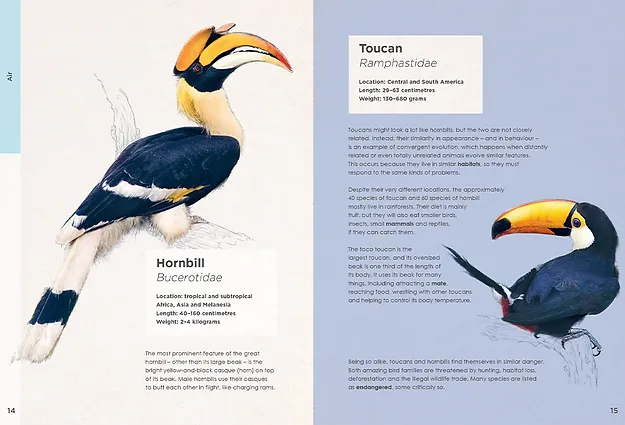 Air
Hornbill
Bucerotidae
Location: tropical and subtropical
Africa, Asia and Melanesia
Length: 40–160 centimetres
Weight: 2–4 kilograms
The most prominent feature of the great
hornbill – other than its large beak – is the
bright yellow-and-black casque (horn) on top
of its beak. Male hornbills use their casques
to butt each other in flight, like charging rams.
14
Toucan
Ramphastidae
Location: Central and South America
Length: 29–63 centimetres
Weight: 130–680 grams
Toucans might look a lot like hornbills, but the two are not closely
related. Instead, their similarity in appearance – and in behaviour –
is an example of convergent evolution, which happens when distantly
related or even totally unrelated animals evolve similar features.
This occurs because they live in similar habitats, so they must
respond to the same kinds of problems.
Despite their very different locations, the approximately
40 species of toucan and 60 species of hornbill
mostly live in rainforests. Their diet is mainly
fruit, but they will also eat smaller birds,
insects, small mammals and reptiles,
if they can catch them.
The toco toucan is the
largest toucan, and its oversized
beak is one third of the length of
its body. It uses its beak for many
things, including attracting a mate,
reaching food, wrestling with other toucans
and helping to control its body temperature.
Being so alike, toucans and hornbills find themselves in similar danger.
Both amazing bird families are threatened by hunting, habitat loss,
deforestation and the illegal wildlife trade. Many species are listed
as endangered, some critically so.
15